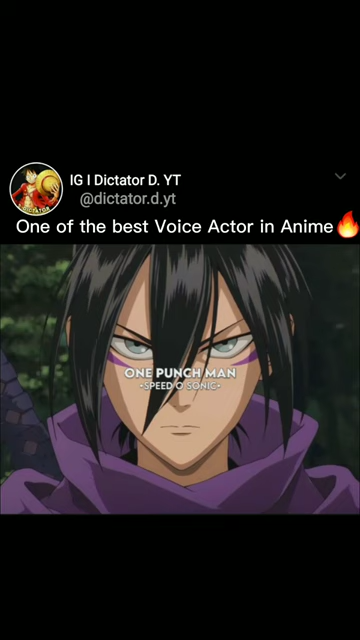 IG I Dictator D. YT
@dictator.d.yt
One of the best Voice Actor in Anime🔥
ONE PUNCH MAN
•SPEED O SONIC•